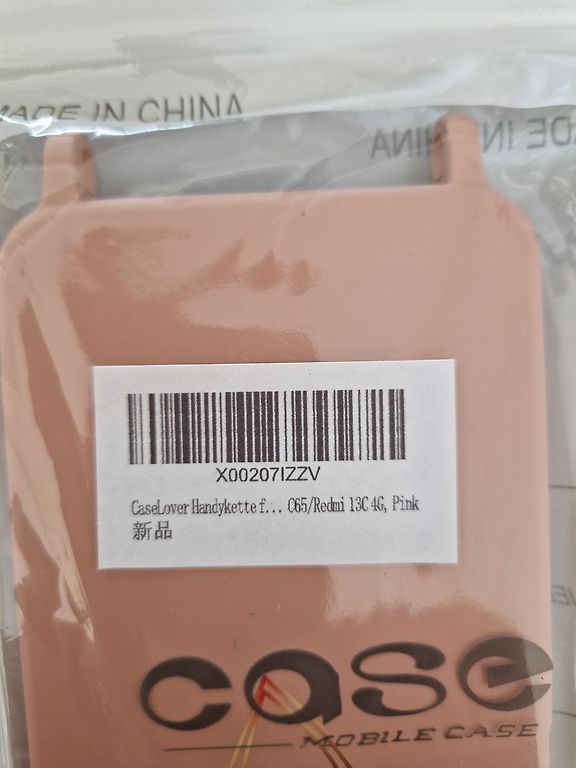 MADE IN CHINA
MADE IN CHINA
X00207IZZV
CaseLover Handykette f... C65/Redmi 13C 4G, Pink
新品
case
MOBILE CASE